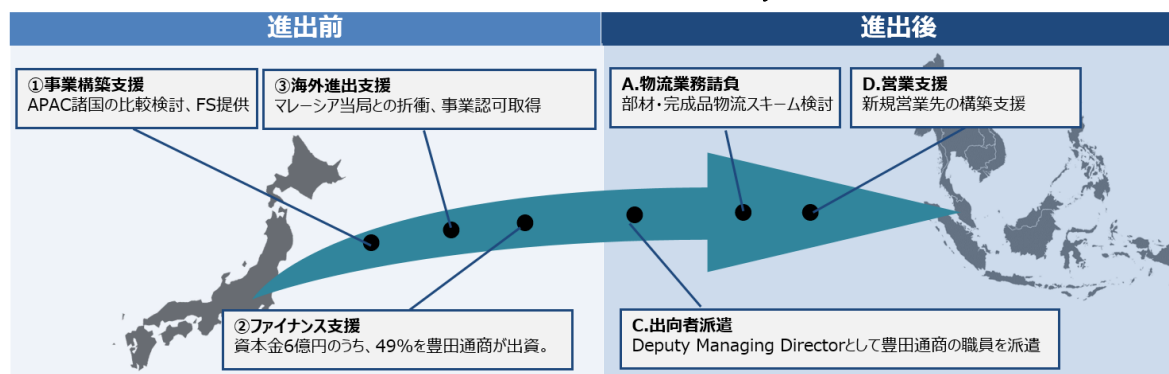 進出前
進出後
①事業構築支援
APAC諸国の比較検討、FS提供
③海外進出支援
マレーシア当局との折衝、事業認可取得
A.物流業務請負
部材・完成品物流スキーム検討
D.営業支援
新規営業先の構築支援
②ファイナンス支援
資本金6億円のうち、49%を豊田通商が出資。
C.出向者派遣
Deputy Managing Directorとして豊田通商の職員を派遣